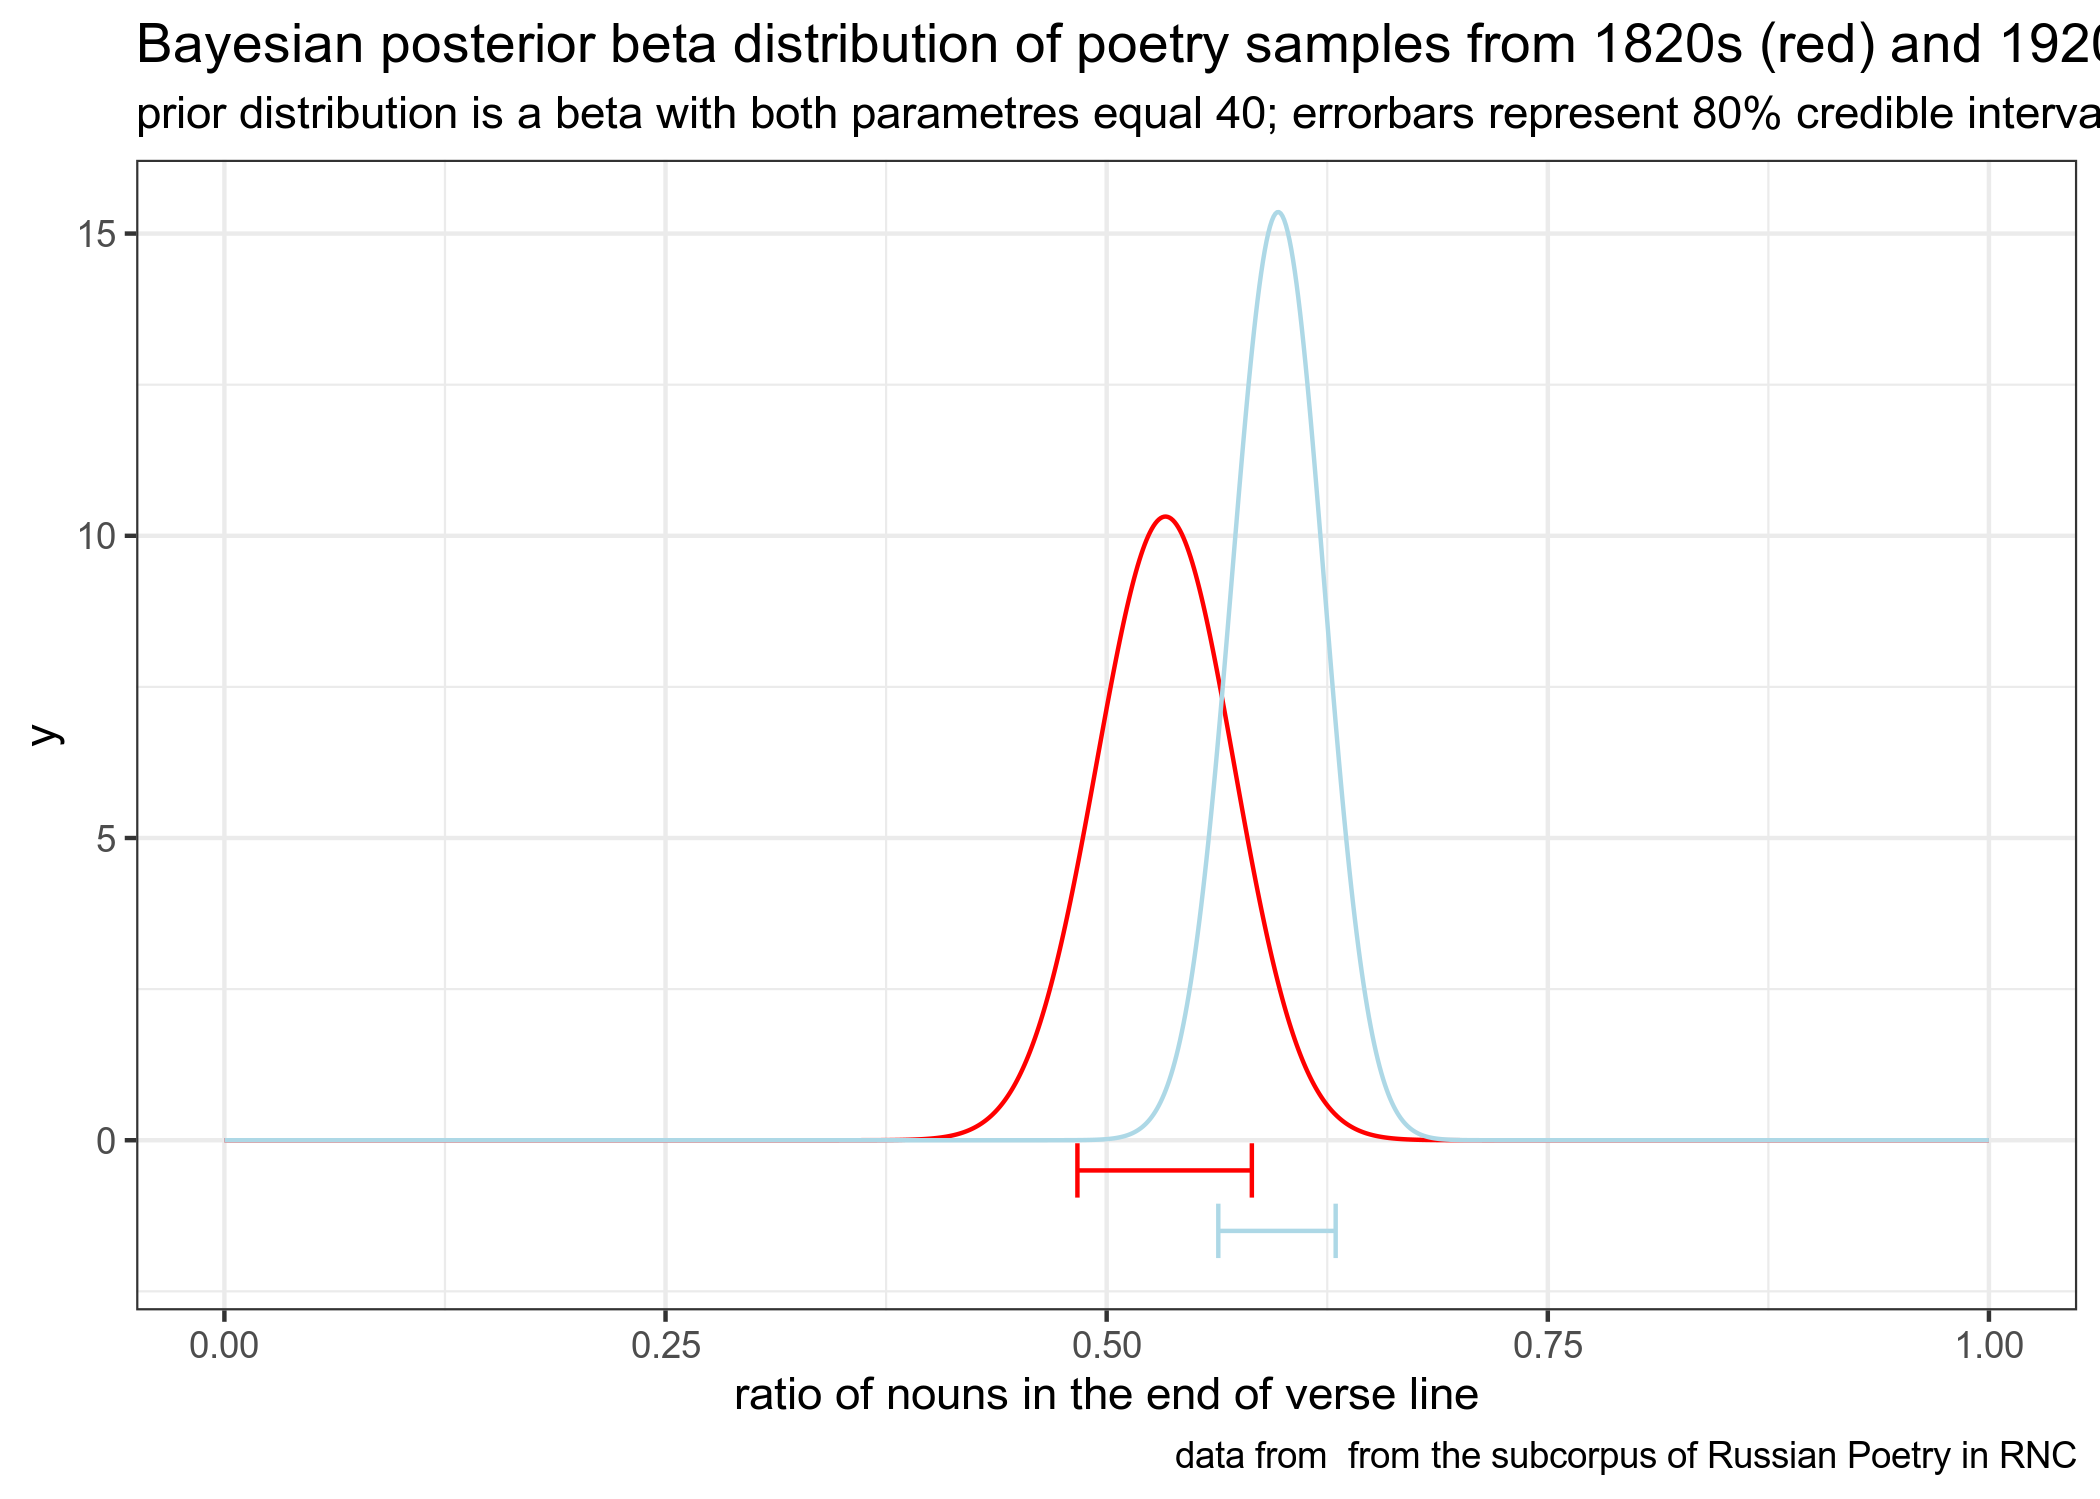 Bayesian posterior beta distribution of poetry samples from 1820s (red) and 192
prior distribution is a beta with both parametres equal 40; errorbars represent 80% credible interva
15
10
5
0
y
0.00 0.25 0.50 0.75 1.00
ratio of nouns in the end of verse line
data from  from the subcorpus of Russian Poetry in RNC